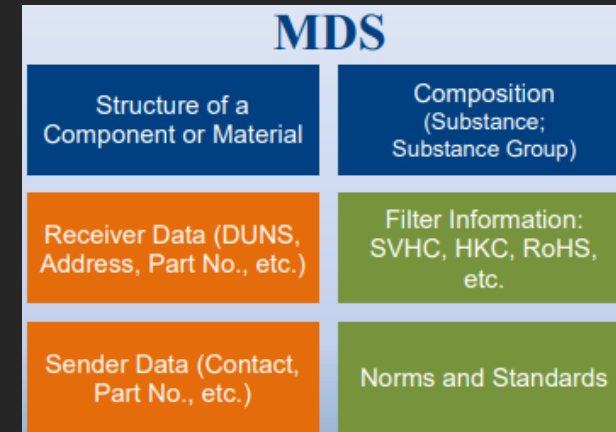 MDS
Structure of a
Component or Material
Composition
(Substance;
Substance Group)
Receiver Data (DUNS,
Address, Part No., etc.)
Filter Information:
SVHC, HKC, RoHS,
etc.
Sender Data (Contact,
Part No., etc.)
Norms and Standards